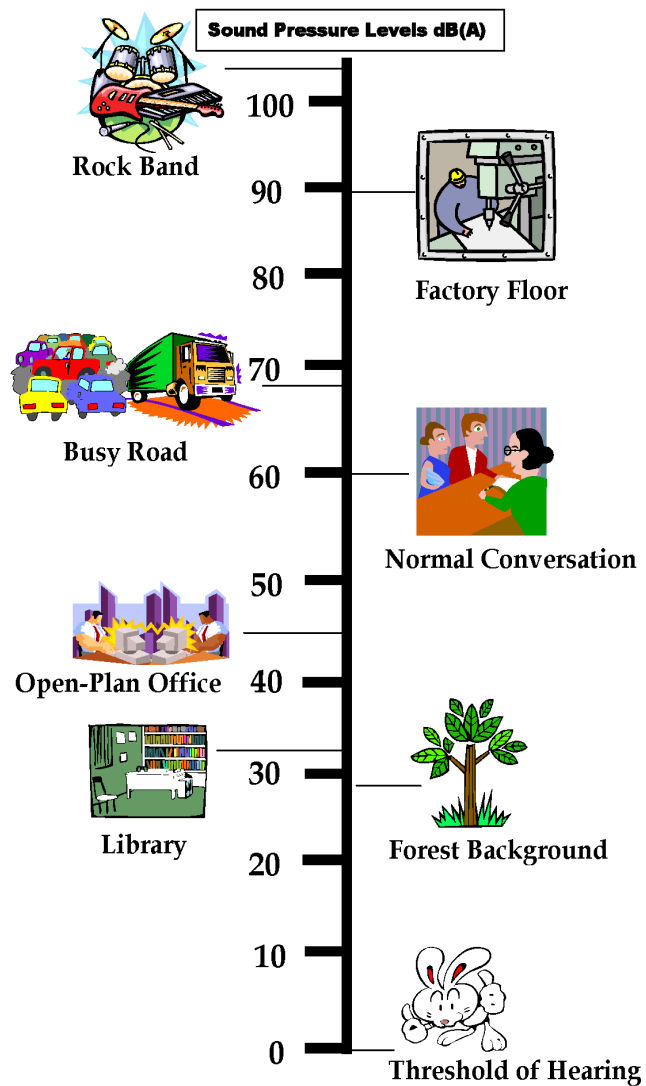 Sound Pressure Levels dB(A)
100
Rock Band
90
80
Factory Floor
70
Busy Road
60
Normal Conversation
50
Open-Plan Office
40
30
Library
Forest Background
20
10
0
Threshold of Hearing